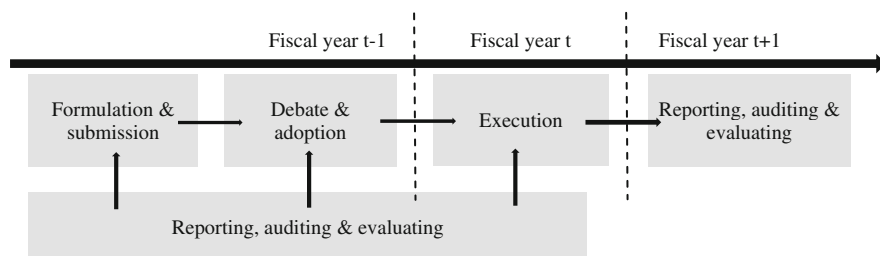 Fiscal year t-1
Fiscal year t
Fiscal year t+1
Formulation &
submission
Debate &
adoption
Execution
Reporting, auditing &
evaluating
Reporting, auditing & evaluating